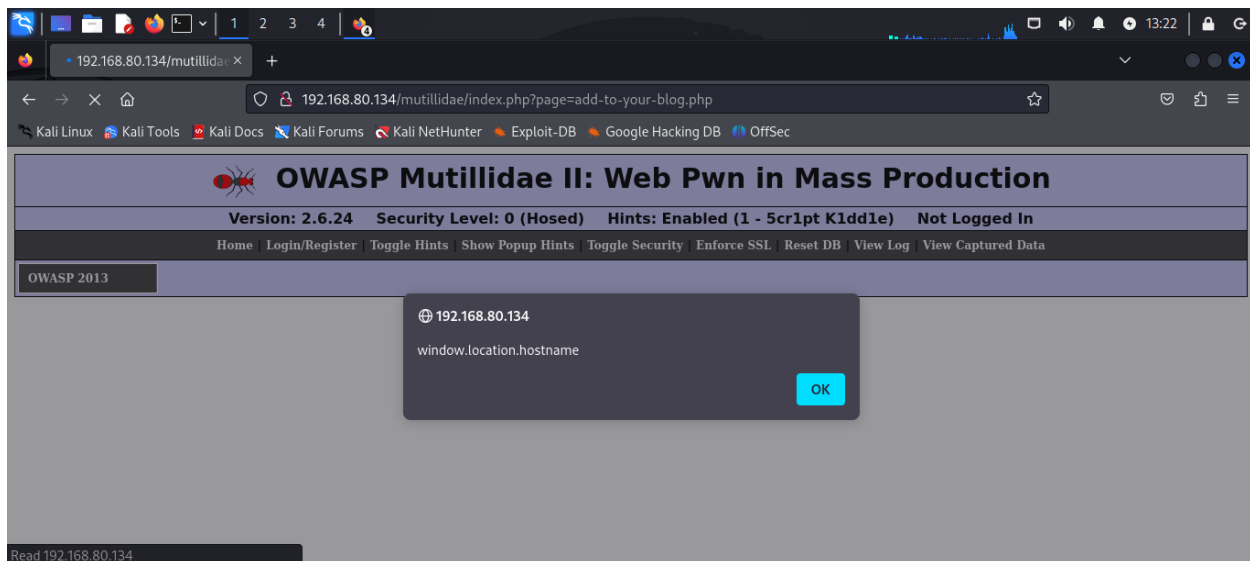 1 2 3 4 13:22
192.168.80.134/mutillidae
192.168.80.134/mutillidae/index.php?page=add-to-your-blog.php
Kali Linux Kali Tools Kali Docs Kali Forums Kali NetHunter Exploit-DB Google Hacking DB OffSec
OWASP Mutillidae II: Web Pwn in Mass Production
Version: 2.6.24 Security Level: 0 (Hosed) Hints: Enabled (1 - 5cr1pt K1dd1e) Not Logged In
Home | Login/Register | Toggle Hints | Show Popup Hints | Toggle Security | Enforce SSL | Reset DB | View Log | View Captured Data
OWASP 2013
192.168.80.134
window.location.hostname
OK
Read 192.168.80.134